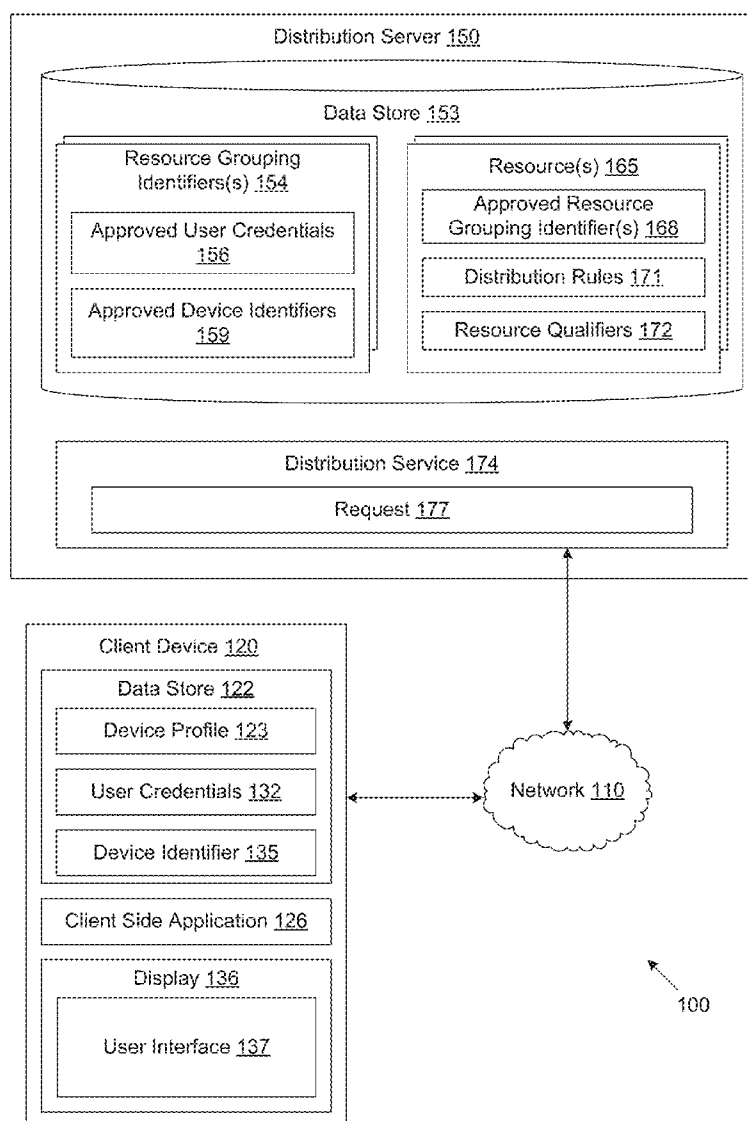 Distribution Server 150
Data Store 153
Resource Grouping
Identifiers(s) 154
Approved User Credentials
156
Approved Device Identifiers
159
Resource(s) 165
Approved Resource
Grouping Identifier(s) 168
Distribution Rules 171
Resource Qualifiers 172
Distribution Service 174
Request 177
Client Device 120
Data Store 122
Device Profile 123
User Credentials 132
Device Identifier 135
Client Side Application 126
Display 136
User Interface 137
Network 110
100